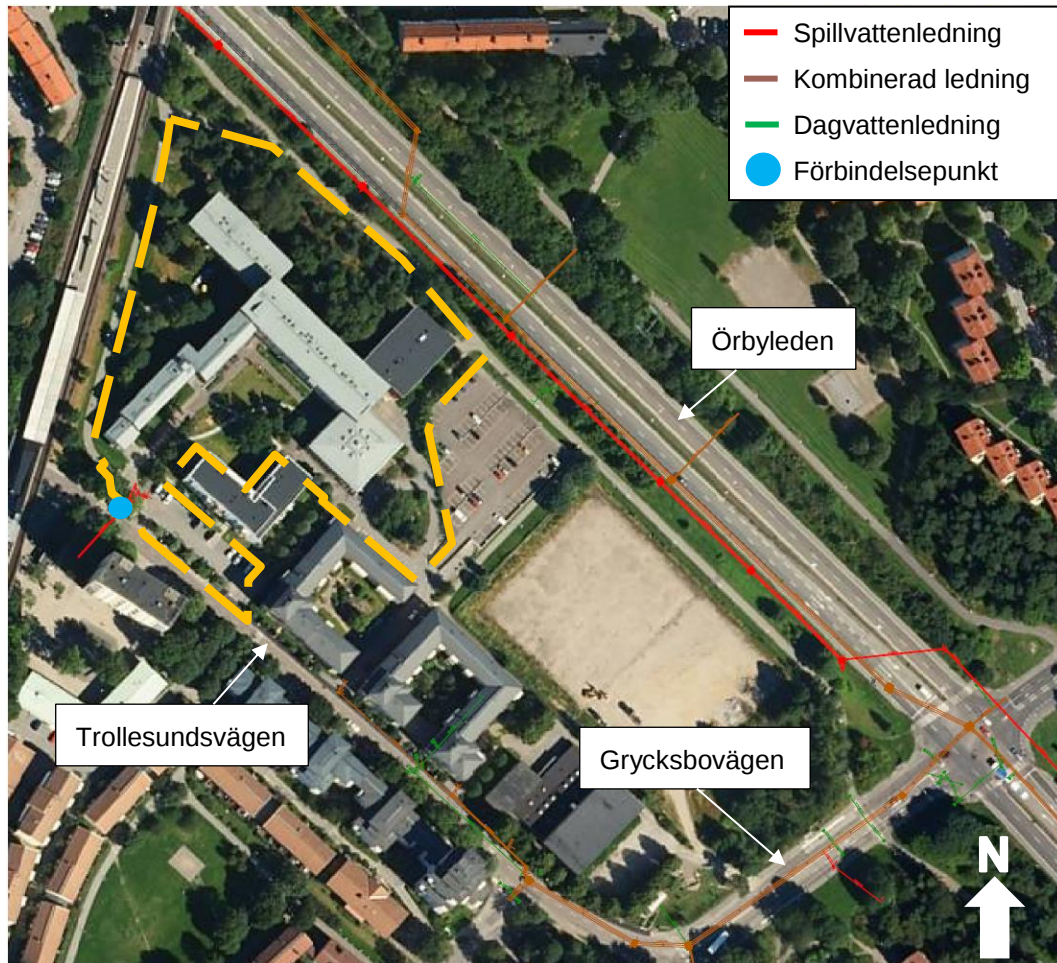 Spillvattenledning
Kombinerad ledning
Dagvattenledning
Förbindelsepunkt
Örbyleden
Trollesundsvägen
Grycksbovägen
N